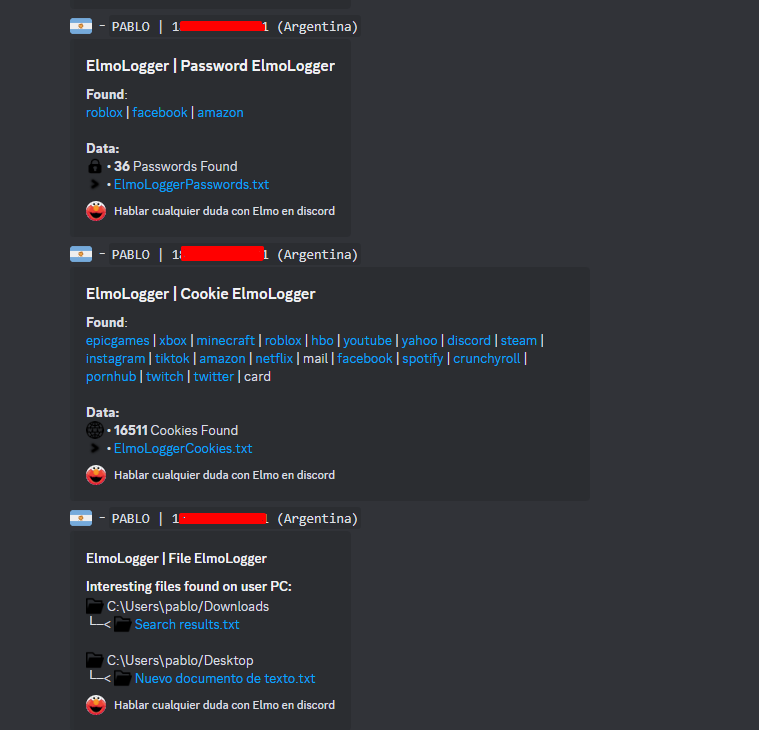 - PABLO | 1 1 (Argentina)
ElmoLogger | Password ElmoLogger
Found:
roblox | facebook | amazon
Data:
• 36 Passwords Found
• ElmoLoggerPasswords.txt
Hablar cualquier duda con Elmo en discord
- PABLO | 1 1 (Argentina)
ElmoLogger | Cookie ElmoLogger
Found:
epicgames | xbox | minecraft | roblox | hbo | youtube | yahoo | discord | steam |
instagram | tiktok | amazon | netflix | mail | facebook | spotify | crunchyroll |
pornhub | twitch | twitter | card
Data:
• 16511 Cookies Found
• ElmoLoggerCookies.txt
Hablar cualquier duda con Elmo en discord
- PABLO | 1 (Argentina)
ElmoLogger | File ElmoLogger
Interesting files found on user PC:
C:\Users\pablo/Downloads
└─< Search results.txt
C:\Users\pablo/Desktop
└─< Nuevo documento de texto.txt
Hablar cualquier duda con Elmo en discord